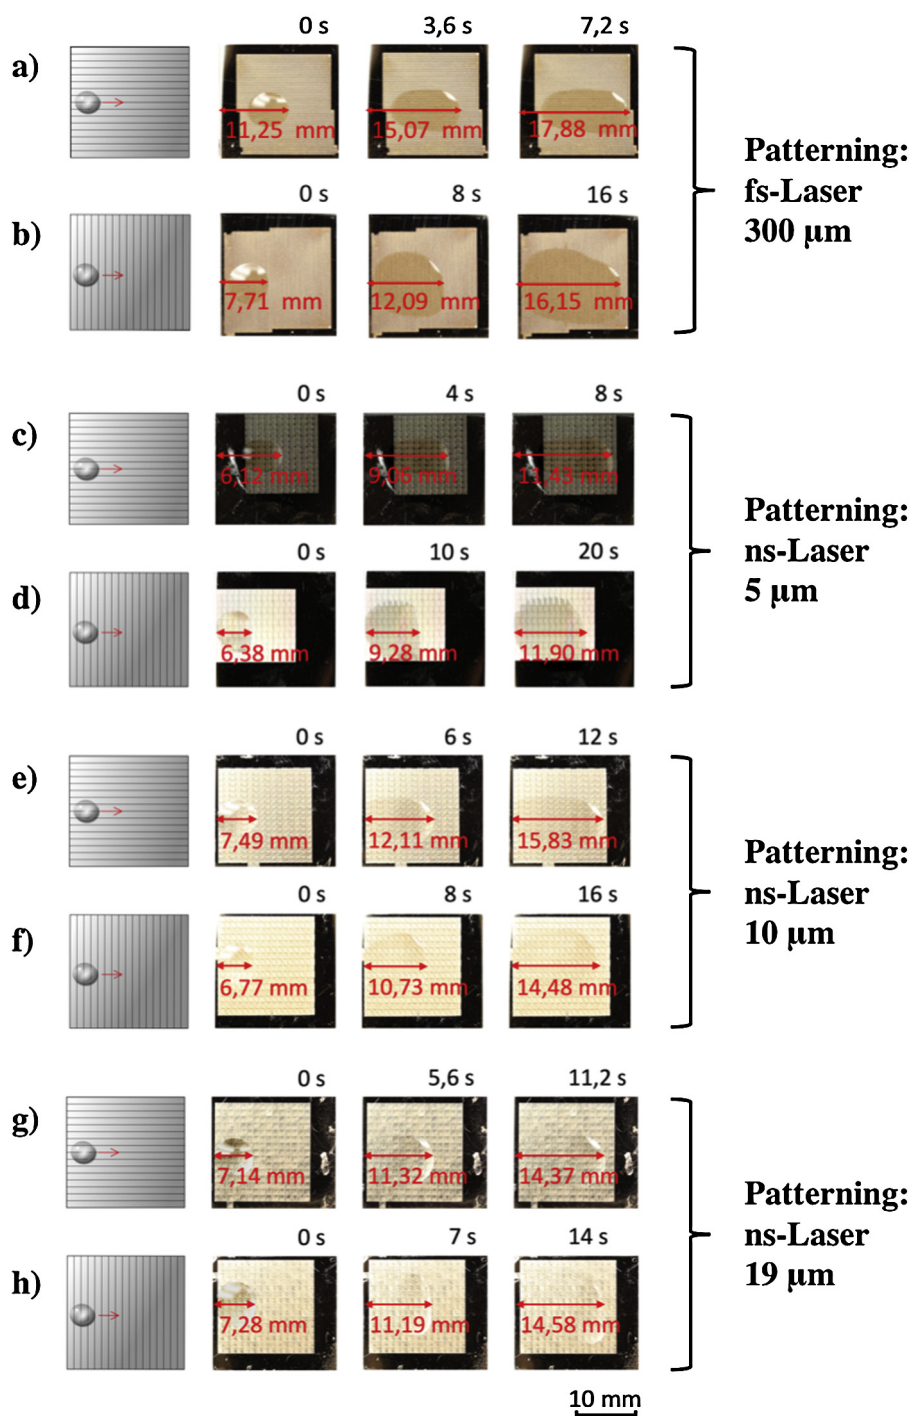 0 s 3,6 s 7,2 s
a)
11,25 mm 15,07 mm 17,88 mm
0 s 8 s 16 s
b)
7,71 mm 12,09 mm 16,15 mm
Patterning:
fs-Laser
300 µm
0 s 4 s 8 s
c)
6,12 mm 9,06 mm 11,43 mm
0 s 10 s 20 s
d)
6,38 mm 9,28 mm 11,90 mm
Patterning:
ns-Laser
5 µm
0 s 6 s 12 s
e)
7,49 mm 12,11 mm 15,83 mm
0 s 8 s 16 s
f)
6,77 mm 10,73 mm 14,48 mm
Patterning:
ns-Laser
10 µm
0 s 5,6 s 11,2 s
g)
7,14 mm 11,32 mm 14,37 mm
0 s 7 s 14 s
h)
7,28 mm 11,19 mm 14,58 mm
Patterning:
ns-Laser
19 µm
10 mm